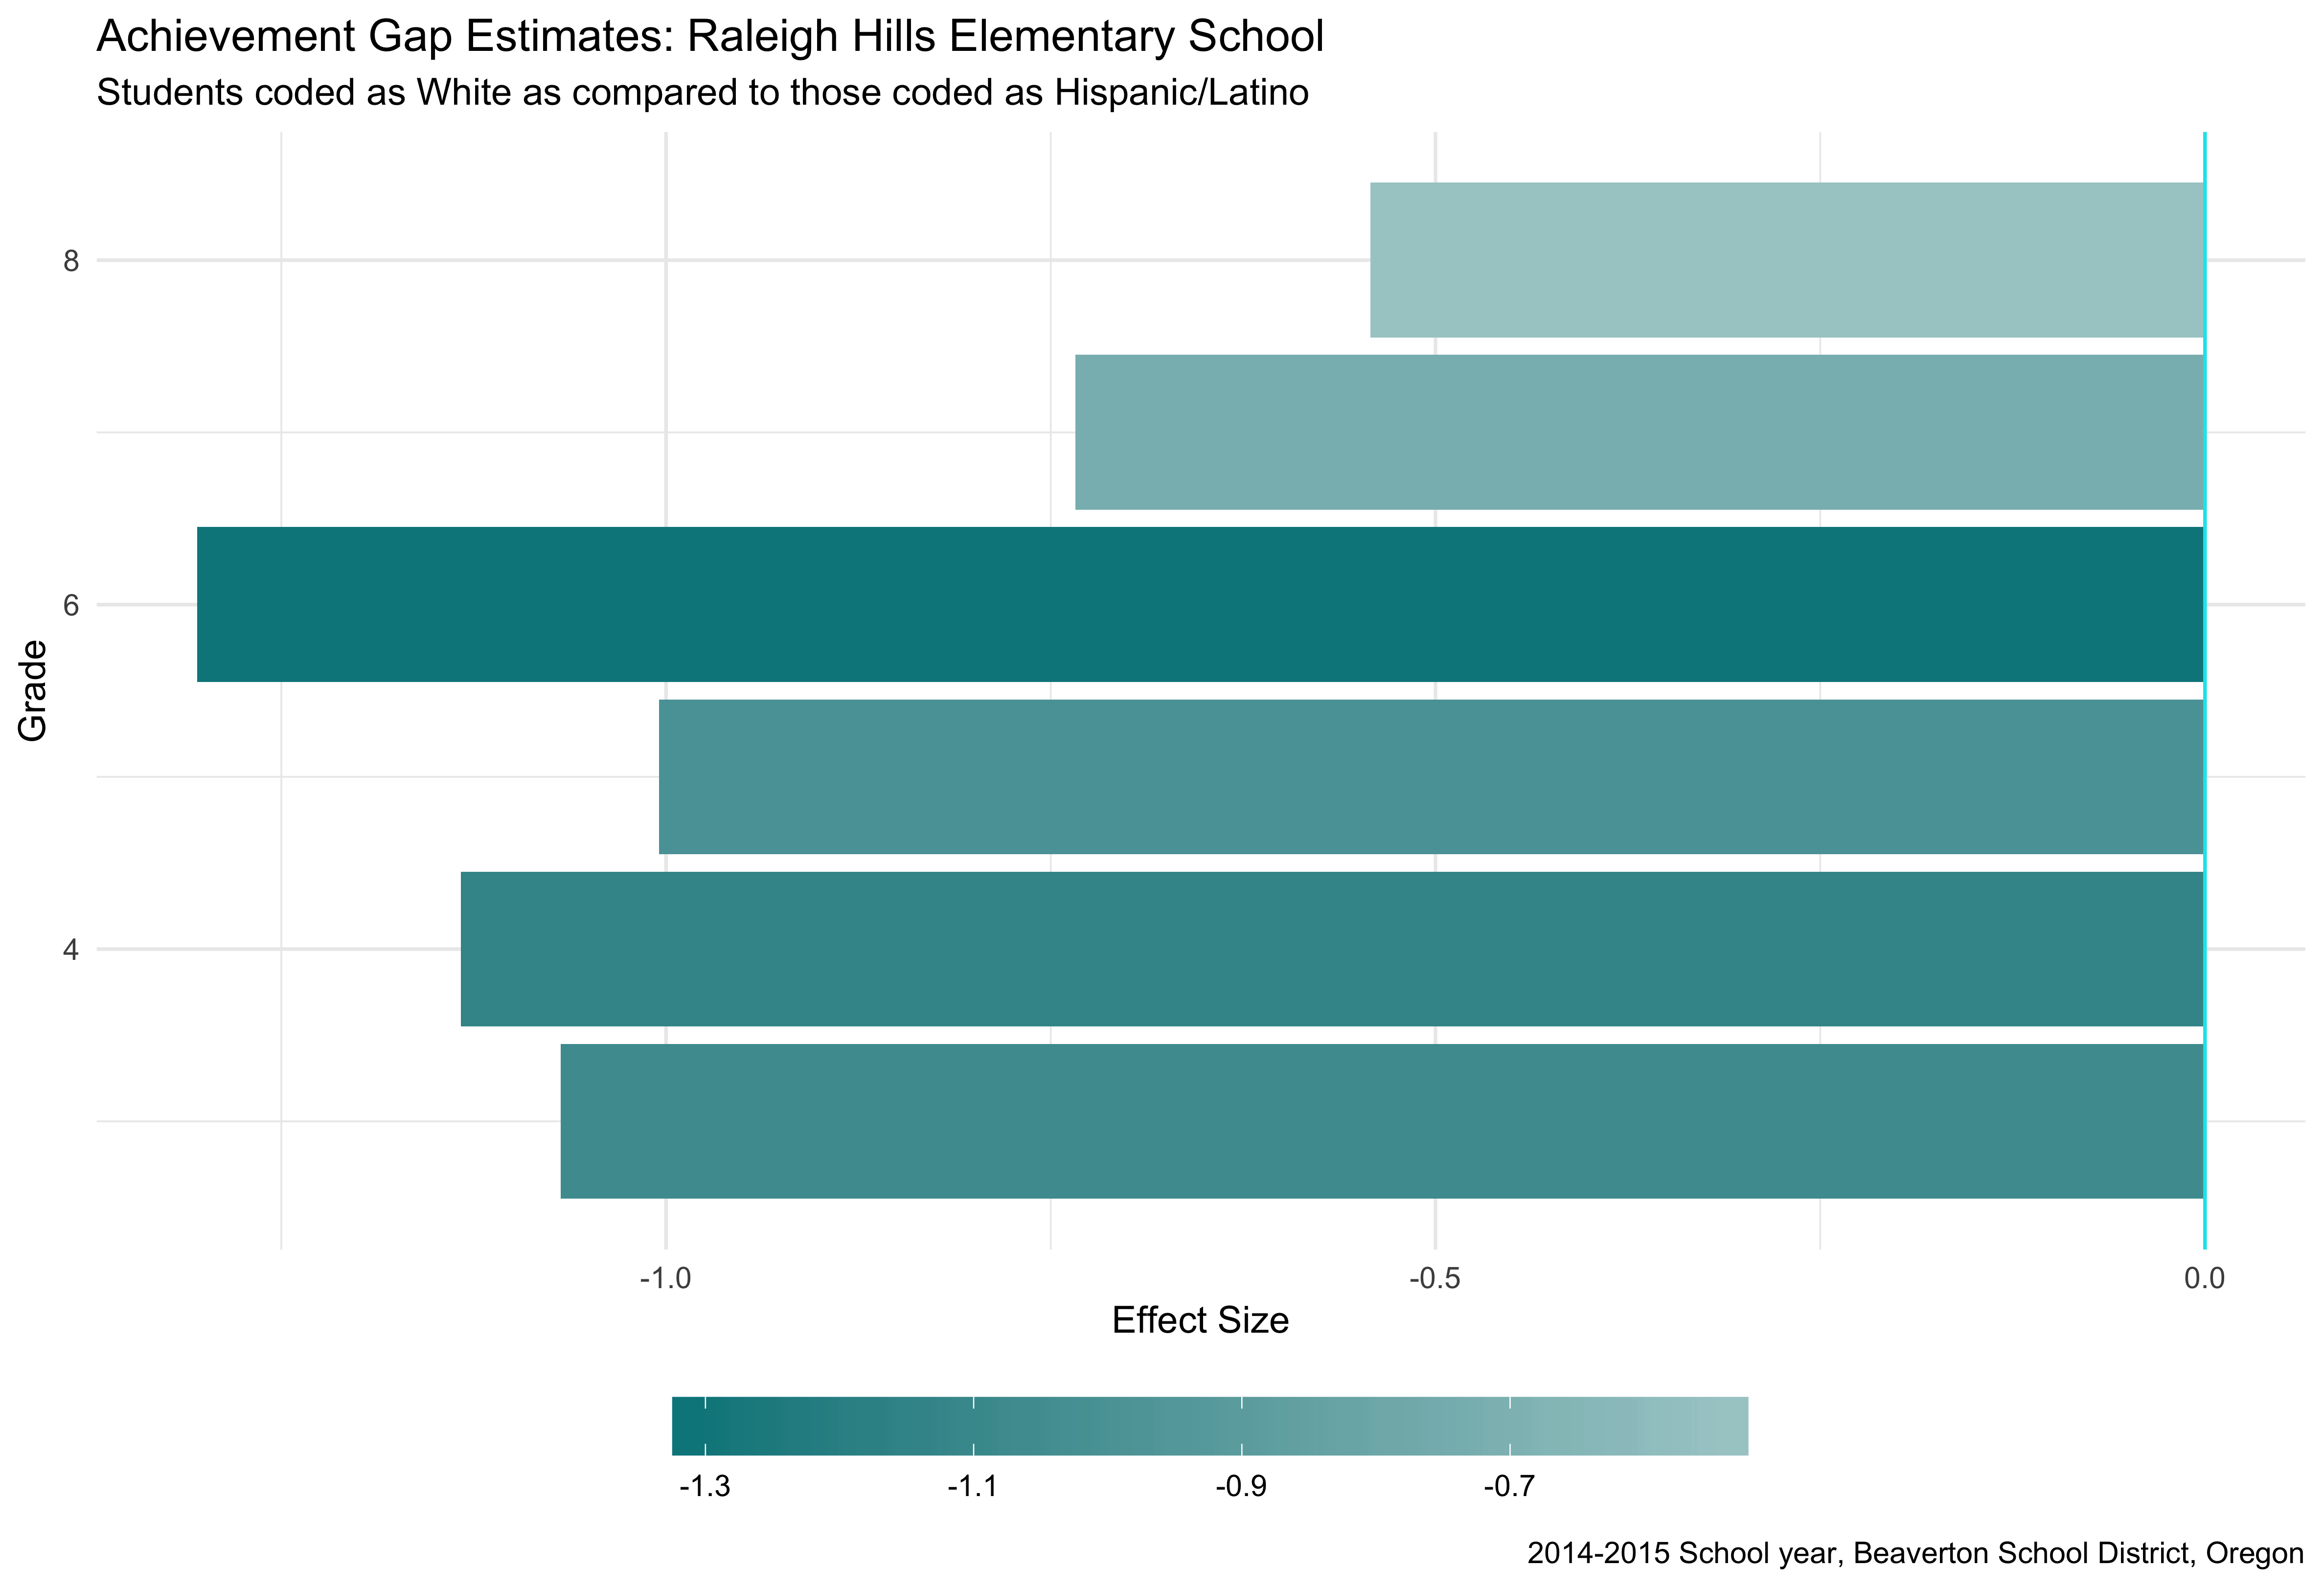 Achievement Gap Estimates: Raleigh Hills Elementary School
Students coded as White as compared to those coded as Hispanic/Latino
8
6
4
Grade
-1.0 -0.5 0.0
Effect Size
-1.3 -1.1 -0.9 -0.7
2014-2015 School year, Beaverton School District, Oregon